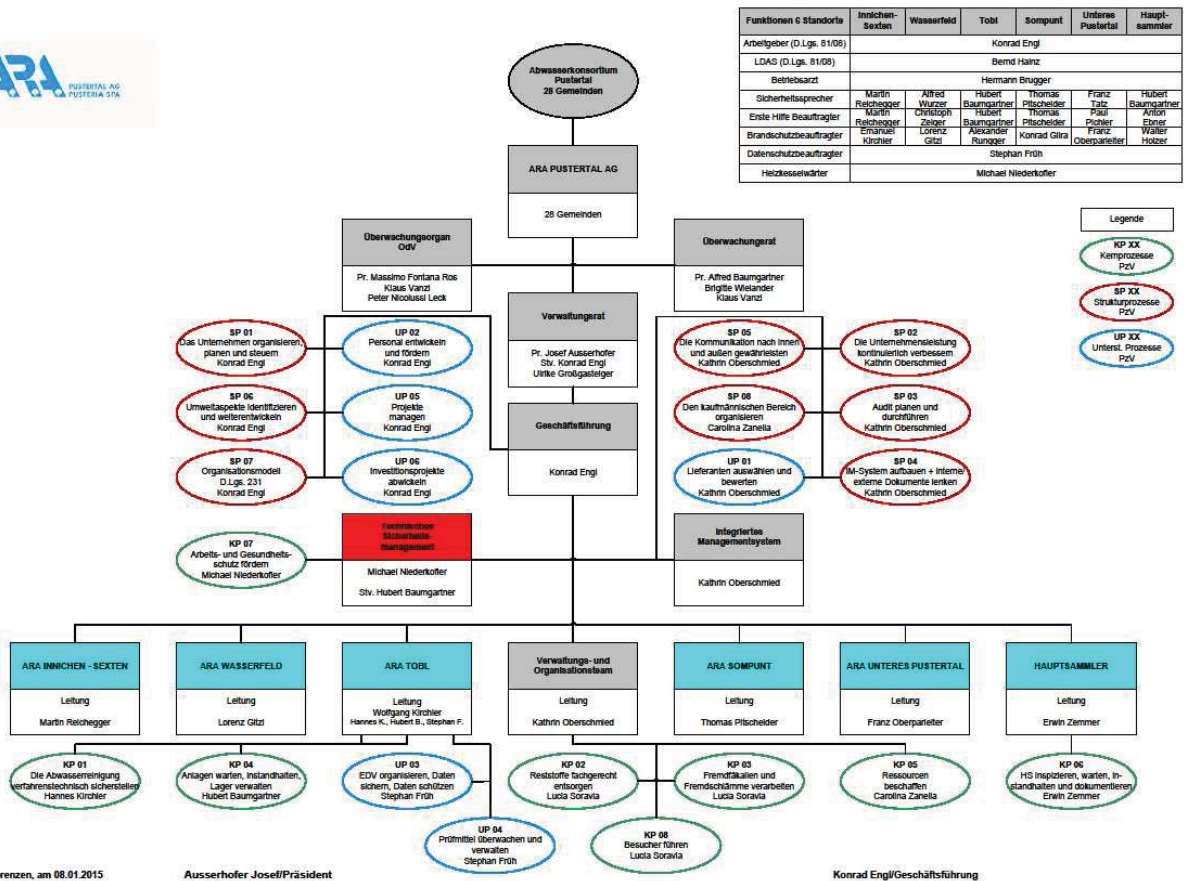 ARA PUSTERTAL AG
PUSTERIA SPA
Funktionen & Standorte Innichen-Sexten Wasserfeld Tobl Sompunt Unteres Pustertal Haupt-sammler
Arbeitgeber (D.Lgs. 81/08) Konrad Engl
LDAS (D.Lgs. 81/08) Bernd Hainz
Betriebsarzt Hermann Brugger
Sicherheitssprecher Martin Reichegger Alfred Wurzer Hubert Baumgartner Thomas Pitscheider Franz Tatz Hubert Baumgartner
Erste Hilfe Beauftragter Martin Reichegger Christoph Zelger Hubert Baumgartner Thomas Pitscheider Paul Pichler Anton Ebner
Brandschutzbeauftragter Emanuel Kirchler Lorenz Gitzl Alexander Rungger Konrad Glira Franz Oberparleiter Walter Holzer
Datenschutzbeauftragter Stephan Früh
Heizkesselwärter Michael Niederkofler
Abwasserkonsortium
Pustertal
28 Gemeinden
ARA PUSTERTAL AG
28 Gemeinden
Legende
KP XX
Kernprozesse
PzV
SP XX
Strukturprozesse
PzV
UP XX
Unterst. Prozesse
PzV
Überwachungsorgan
OdV
Pr. Massimo Fontana Ros
Klaus Vanzi
Peter Nicolussi Leck
Überwachungsrat
Pr. Alfred Baumgartner
Brigitte Wielander
Klaus Vanzi
Verwaltungsrat
Pr. Josef Ausserhofer
Stv. Konrad Engl
Ulrike Großgasteiger
SP 01
Das Unternehmen organisieren,
planen und steuern
Konrad Engl
UP 02
Personal entwickeln
und fördern
Konrad Engl
SP 05
Die Kommunikation nach innen
und außen gewährleisten
Kathrin Oberschmied
SP 02
Die Unternehmensleistung
kontinuierlich verbessern
Kathrin Oberschmied
SP 06
Umweltaspekte identifizieren
und weiterentwickeln
Konrad Engl
UP 05
Projekte
managen
Konrad Engl
Geschäftsführung
Konrad Engl
SP 08
Den kaufmännischen Bereich
organisieren
Carolina Zanella
SP 03
Audit planen und
durchführen
Kathrin Oberschmied
SP 07
Organisationsmodell
D.Lgs. 231
Konrad Engl
UP 06
Investitionsprojekte
abwickeln
Konrad Engl
UP 01
Lieferanten auswählen und
bewerten
Kathrin Oberschmied
SP 04
IM-System aufbauen + interne/
externe Dokumente lenken
Kathrin Oberschmied
KP 07
Arbeits- und Gesundheits-
schutz fördern
Michael Niederkofler
Technisches
Sicherheits-
management
Michael Niederkofler
Stv. Hubert Baumgartner
Integriertes
Managementsystem
Kathrin Oberschmied
ARA INNICHEN - SEXTEN
Leitung
Martin Reichegger
ARA WASSERFELD
Leitung
Lorenz Gitzl
ARA TOBL
Leitung
Wolfgang Kirchler
Hannes K., Hubert B., Stephan F.
Verwaltungs- und
Organisationsteam
Leitung
Kathrin Oberschmied
ARA SOMPUNT
Leitung
Thomas Pitscheider
ARA UNTERES PUSTERTAL
Leitung
Franz Oberparleiter
HAUPTSAMMLER
Leitung
Erwin Zemmer
KP 01
Die Abwasserreinigung
verfahrenstechnisch sicherstellen
Hannes Kirchler
KP 04
Anlagen warten, instandhalten,
Lager verwalten
Hubert Baumgartner
UP 03
EDV organisieren, Daten
sichern, Daten schützen
Stephan Früh
UP 04
Prüfmittel überwachen und
verwalten
Stephan Früh
KP 02
Reststoffe fachgerecht
entsorgen
Lucia Soravia
KP 03
Fremdfäkalien und
Fremdschlämme verarbeiten
Lucia Soravia
KP 08
Besucher führen
Lucia Soravia
KP 05
Ressourcen
beschaffen
Carolina Zanella
KP 06
HS inspizieren, warten, in-
standhalten und dokumentieren
Erwin Zemmer
renzen, am 08.01.2015 Ausserhofer Josef/Präsident Konrad Engl/Geschäftsführung